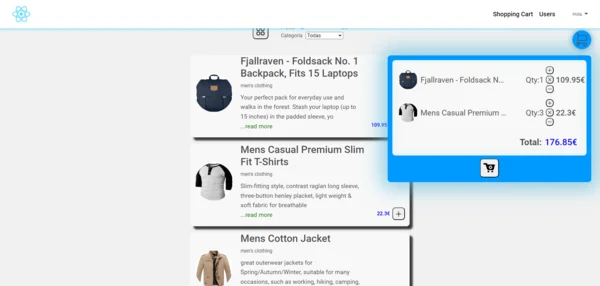 Shopping Cart Users Hola
Categoria: Todas
Fjallraven - Foldsack No. 1
Backpack, Fits 15 Laptops
men's clothing
Your perfect pack for everyday use and
walks in the forest. Stash your laptop (up
to 15 inches) in the padded sleeve, yo
...read more
109.95
Mens Casual Premium Slim
Fit T-Shirts
men's clothing
Slim-fitting style, contrast raglan long sleeve,
three-button henley placket, light weight &
soft fabric for breathable
...read more
22.3€ +
Mens Cotton Jacket
men's clothing
great outerwear jackets for
Spring/Autumn/Winter, suitable for many
occasions, such as working, hiking, camping,
Fjallraven - Foldsack N... Qty:1 109.95€
Mens Casual Premium ... Qty:3 22.3€
Total: 176.85€